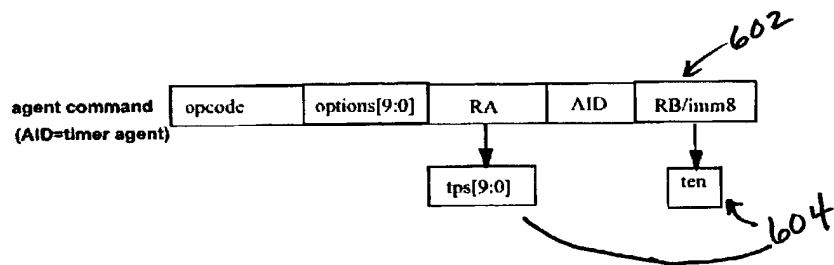 602
agent command opcode options[9:0] RA AID RB/imm8
(AID=timer agent)
tps[9:0] ten
604